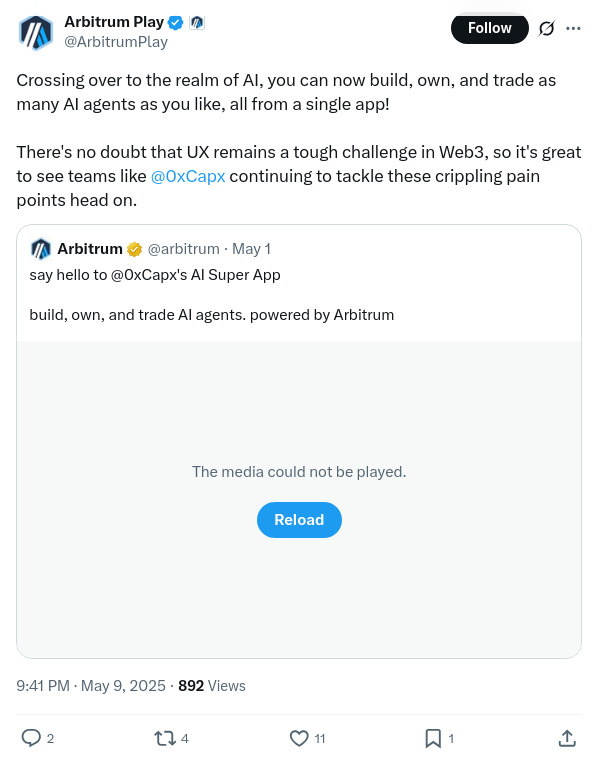 Arbitrum Play
@ArbitrumPlay
Follow
Crossing over to the realm of AI, you can now build, own, and trade as
many AI agents as you like, all from a single app!
There's no doubt that UX remains a tough challenge in Web3, so it's great
to see teams like @0xCapx continuing to tackle these crippling pain
points head on.
Arbitrum @arbitrum · May 1
say hello to @0xCapx's AI Super App
build, own, and trade AI agents. powered by Arbitrum
The media could not be played.
Reload
9:41 PM · May 9, 2025 · 892 Views
2 4 11 1